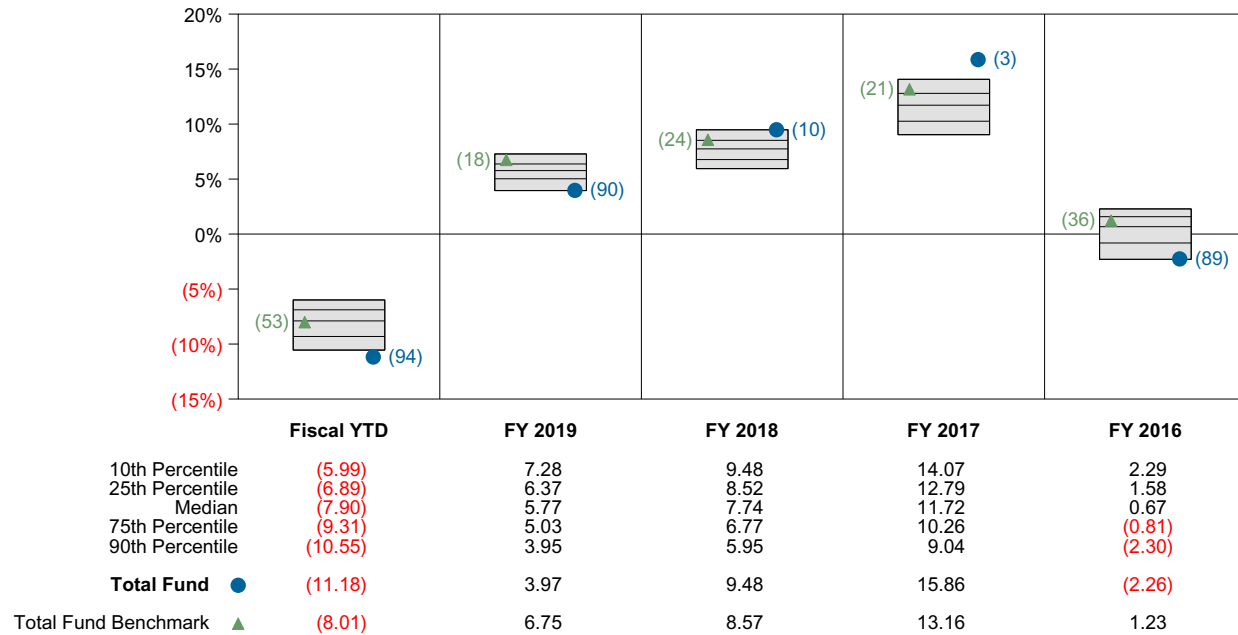 20%
15%
10%
5%
0%
(5%)
(10%)
(15%)
(53)
(94)
(18)
(90)
(24)
(10)
(21)
(3)
(36)
(89)
Fiscal YTD FY 2019 FY 2018 FY 2017 FY 2016
10th Percentile (5.99) 7.28 9.48 14.07 2.29
25th Percentile (6.89) 6.37 8.52 12.79 1.58
Median (7.90) 5.77 7.74 11.72 0.67
75th Percentile (9.31) 5.03 6.77 10.26 (0.81)
90th Percentile (10.55) 3.95 5.95 9.04 (2.30)
Total Fund (11.18) 3.97 9.48 15.86 (2.26)
Total Fund Benchmark (8.01) 6.75 8.57 13.16 1.23